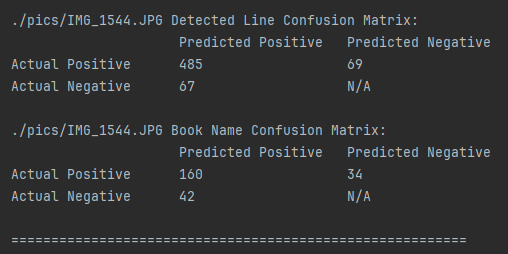 ./pics/IMG_1544.JPG Detected Line Confusion Matrix:
                     Predicted Positive   Predicted Negative
Actual Positive      485                  69
Actual Negative      67                   N/A
./pics/IMG_1544.JPG Book Name Confusion Matrix:
                     Predicted Positive   Predicted Negative
Actual Positive      160                  34
Actual Negative      42                   N/A
=========================================================